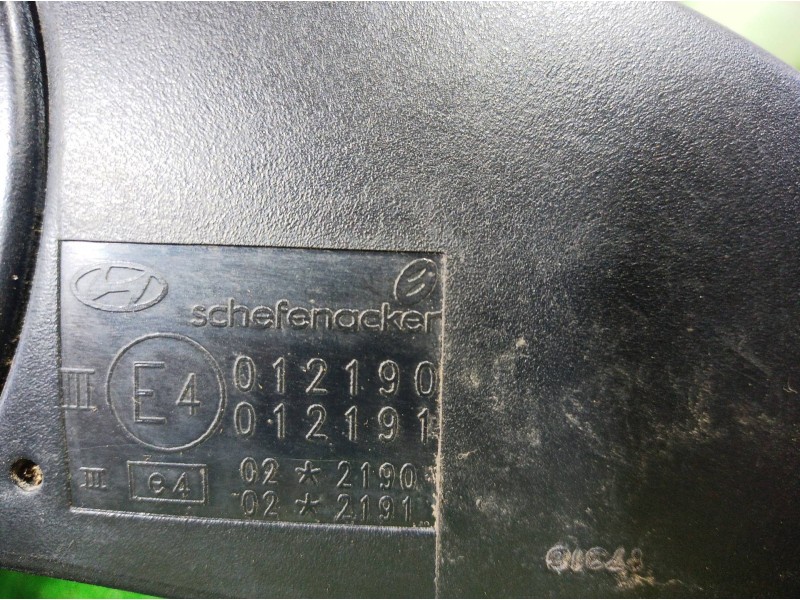 schefenacker
III E4 012190
012191
III e4 02 * 2190
02 * 2191